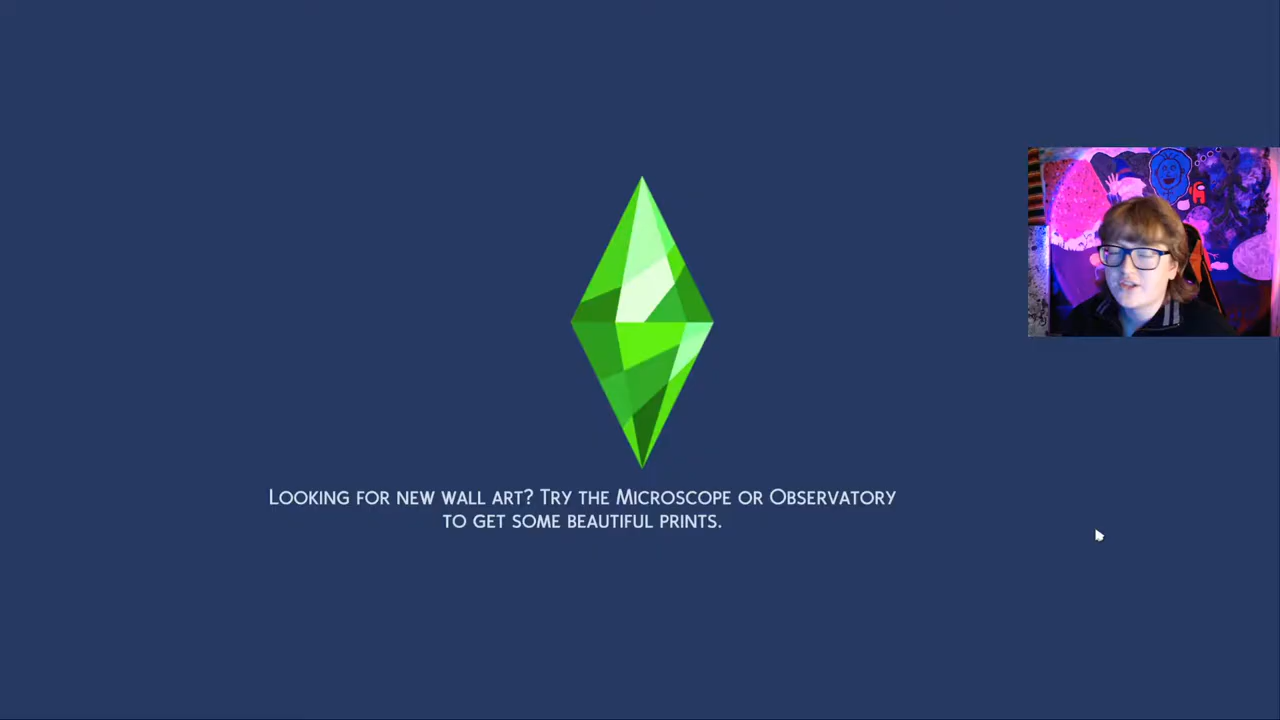 Looking for new wall art? Try the Microscope or Observatory
to get some beautiful prints.